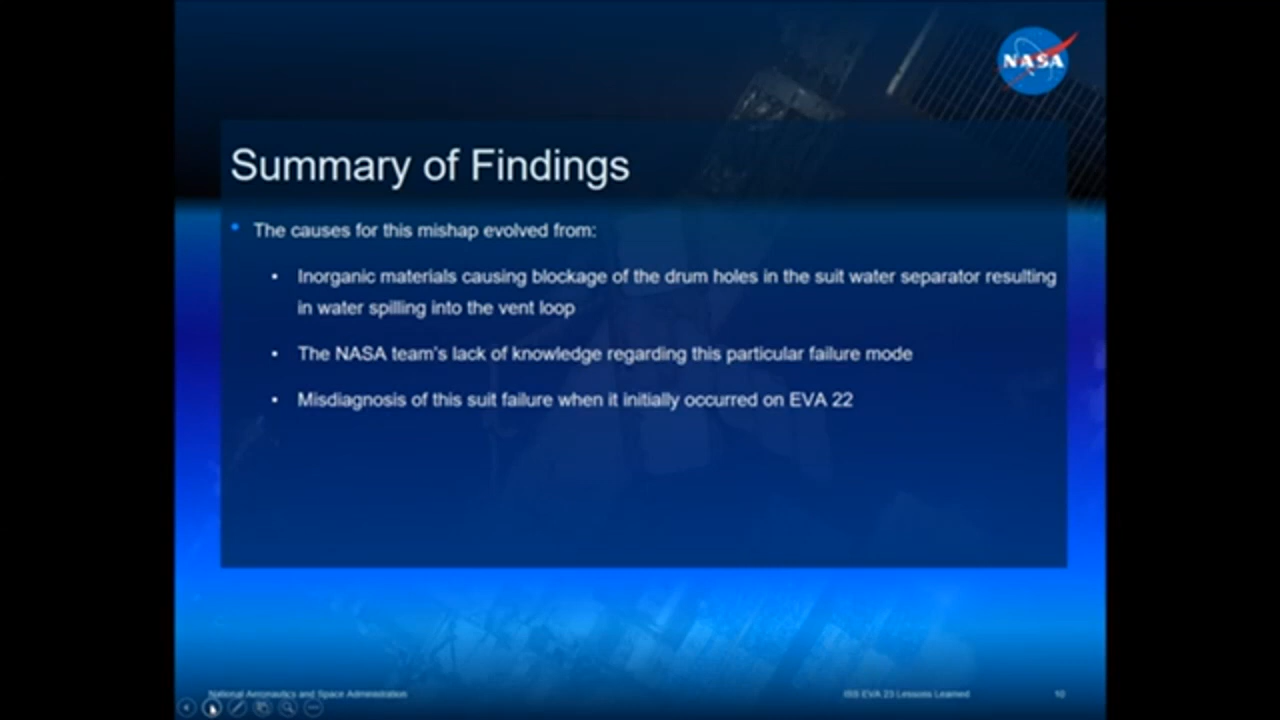 NASA
Summary of Findings
• The causes for this mishap evolved from:
• Inorganic materials causing blockage of the drum holes in the suit water separator resulting
in water spilling into the vent loop
• The NASA team's lack of knowledge regarding this particular failure mode
• Misdiagnosis of this suit failure when it initially occurred on EVA 22
National Aeronautics and Space Administration
ISS EVA 23 Lessons Learned
10